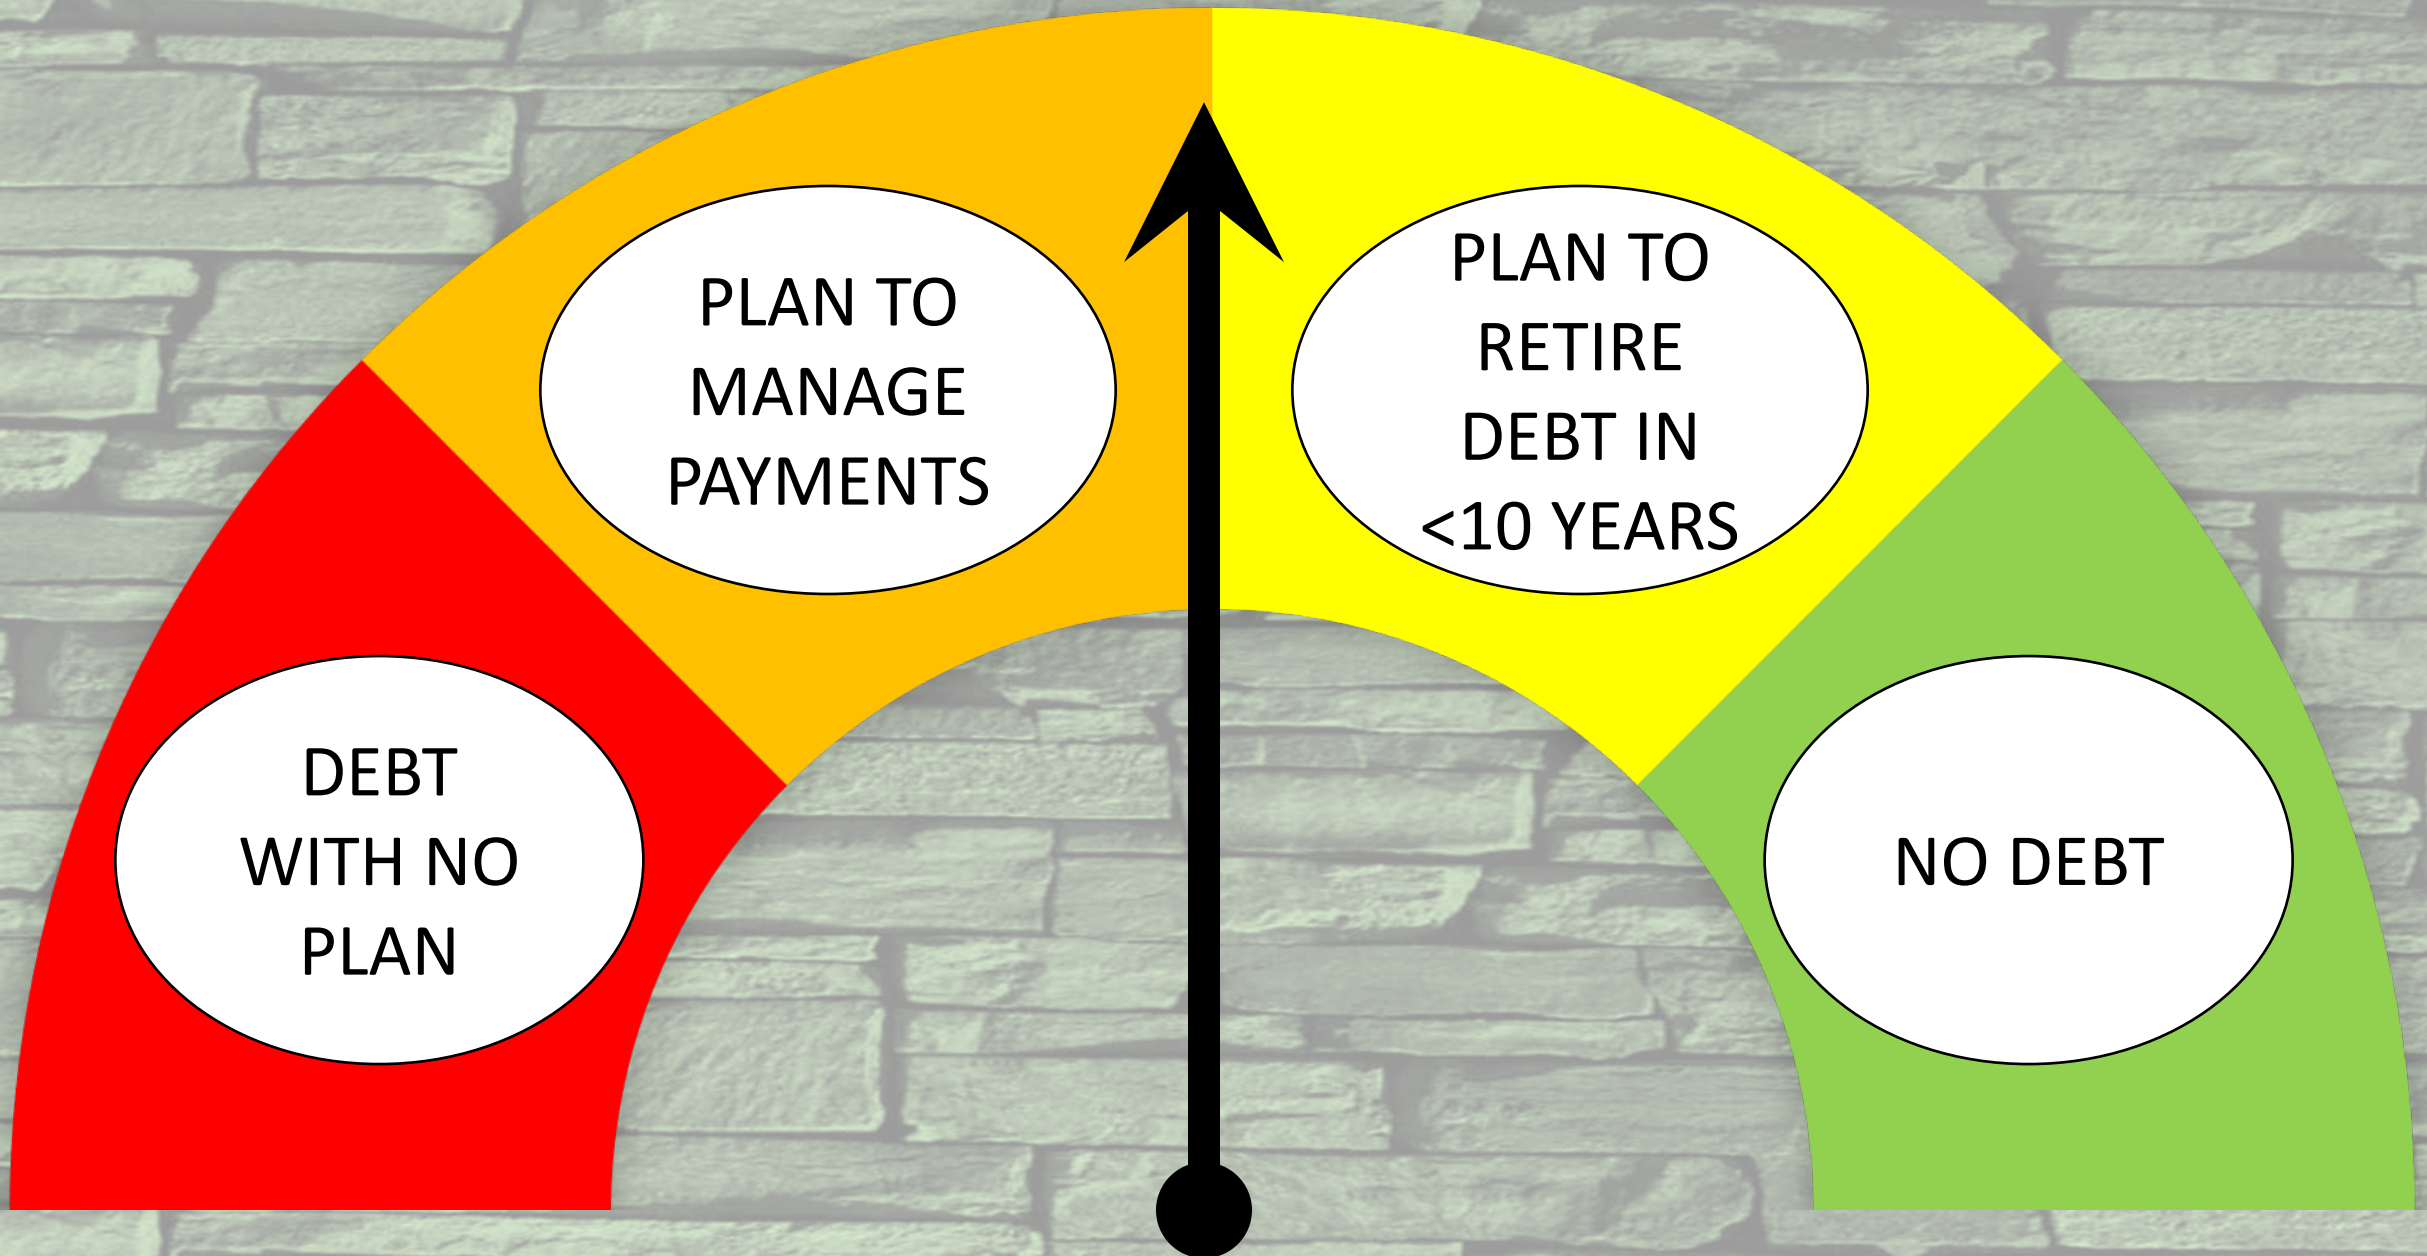 DEBT
WITH NO
PLAN
PLAN TO
MANAGE
PAYMENTS
PLAN TO
RETIRE
DEBT IN
<10 YEARS
NO DEBT